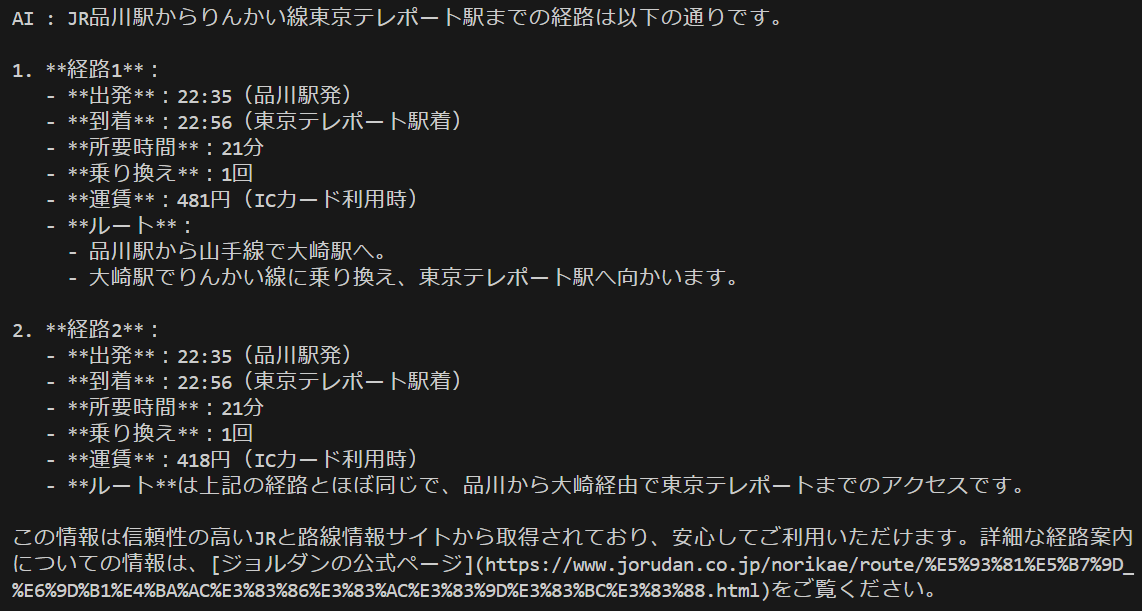 AI : JR品川駅からりんかい線東京テレポート駅までの経路は以下の通りです。
1. **経路1**：
- **出発**：22:35（品川駅発）
- **到着**：22:56（東京テレポート駅着）
- **所要時間**：21分
- **乗り換え**：1回
- **運賃**：481円（ICカード利用時）
- **ルート**：
- 品川駅から山手線で大崎駅へ。
- 大崎駅でりんかい線に乗り換え、東京テレポート駅へ向かいます。
2. **経路2**：
- **出発**：22:35（品川駅発）
- **到着**：22:56（東京テレポート駅着）
- **所要時間**：21分
- **乗り換え**：1回
- **運賃**：418円（ICカード利用時）
- **ルート**は上記の経路とほぼ同じで、品川から大崎経由で東京テレポートまでのアクセスです。
この情報は信頼性の高いJRと路線情報サイトから取得されており、安心してご利用いただけます。詳細な経路案内
についての情報は、[ジョルダンの公式ページ](https://www.jorudan.co.jp/norikae/route/%E5%93%81%E5%B7%9D_
%E6%9D%B1%E4%BA%AC%E3%83%86%E3%83%AC%E3%83%9D%E3%83%BC%E3%83%88.html)をご覧ください。